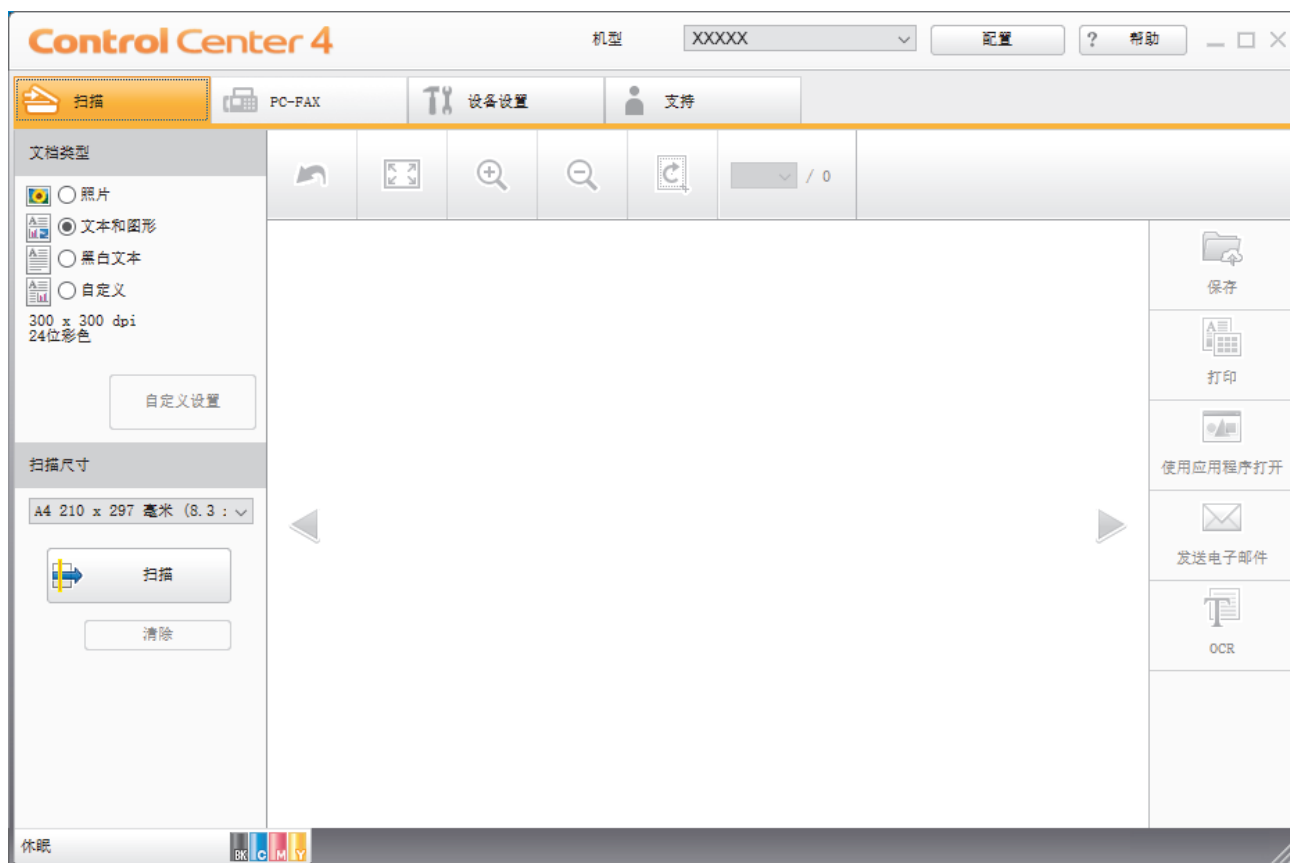 Control Center 4
机型
XXXXX
配置
? 帮助
扫描
PC-FAX
设备设置
支持
文档类型
照片
文本和图形
黑白文本
自定义
300 x 300 dpi
24位彩色
自定义设置
扫描尺寸
A4 210 x 297 毫米 (8.3 :
扫描
清除
/ 0
保存
打印
使用应用程序打开
发送电子邮件
OCR
休眠
BK C M Y